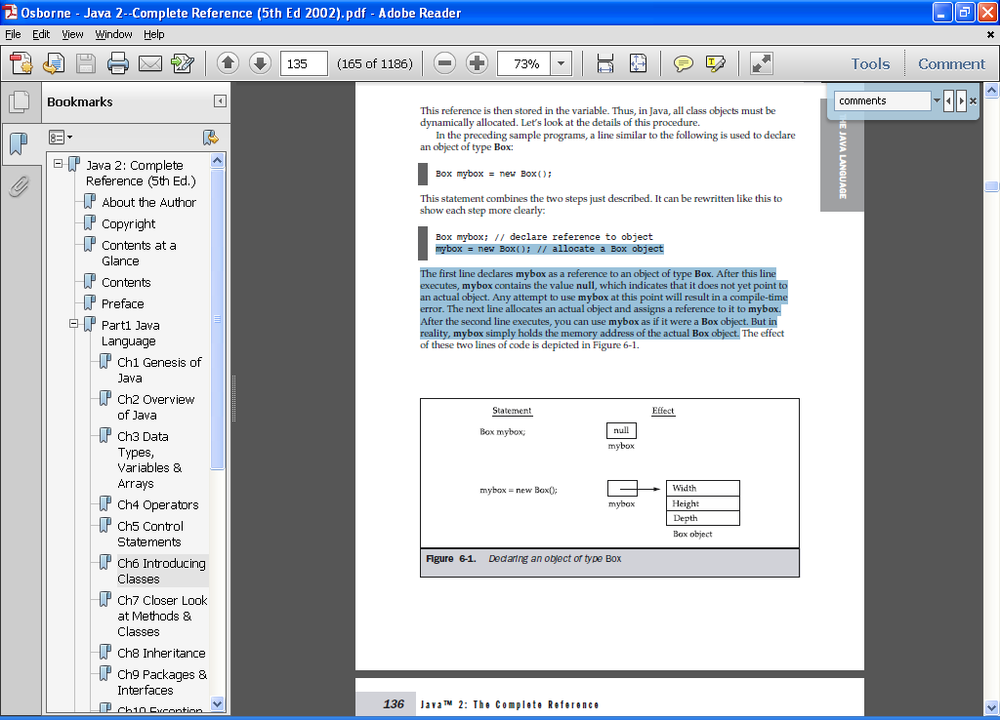 Osborne - Java 2--Complete Reference (5th Ed 2002).pdf - Adobe Reader
File Edit View Window Help
135 (165 of 1186) 73% Tools Comment
Bookmarks
Java 2: Complete
Reference (5th Ed.)
About the Author
Copyright
Contents at a
Glance
Contents
Preface
Part1 Java
Language
Ch1 Genesis of
Java
Ch2 Overview
of Java
Ch3 Data
Types,
Variables &
Arrays
Ch4 Operators
Ch5 Control
Statements
Ch6 Introducing
Classes
Ch7 Closer Look
at Methods &
Classes
Ch8 Inheritance
Ch9 Packages &
Interfaces
Ch10 Exception
comments
HE JAVA LANGUAGE
This reference is then stored in the variable. Thus, in Java, all class objects must be
dynamically allocated. Let's look at the details of this procedure.
In the preceding sample programs, a line similar to the following is used to declare
an object of type Box:
Box mybox = new Box();
This statement combines the two steps just described. It can be rewritten like this to
show each step more clearly:
Box mybox; // declare reference to object
mybox = new Box(); // allocate a Box object
The first line declares mybox as a reference to an object of type Box. After this line
executes, mybox contains the value null, which indicates that it does not yet point to
an actual object. Any attempt to use mybox at this point will result in a compile-time
error. The next line allocates an actual object and assigns a reference to it to mybox.
After the second line executes, you can use mybox as if it were a Box object. But in
reality, mybox simply holds the memory address of the actual Box object. The effect
of these two lines of code is depicted in Figure 6-1.
Statement Effect
Box mybox; null
mybox
mybox = new Box(); Width
mybox Height
Depth
Box object
Figure 6-1. Declaring an object of type Box
136 Java™ 2: The Complete Reference